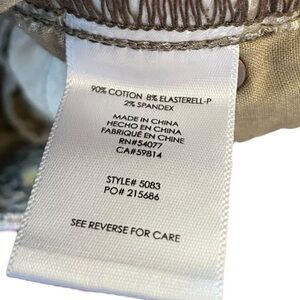 90% COTTON 8% ELASTERELL-P
2% SPANDEX
MADE IN CHINA
HECHO EN CHINA
FABRIQUÉ EN CHINE
RN#54077
CA#59814
STYLE# 5083
PO# 215686
SEE REVERSE FOR CARE